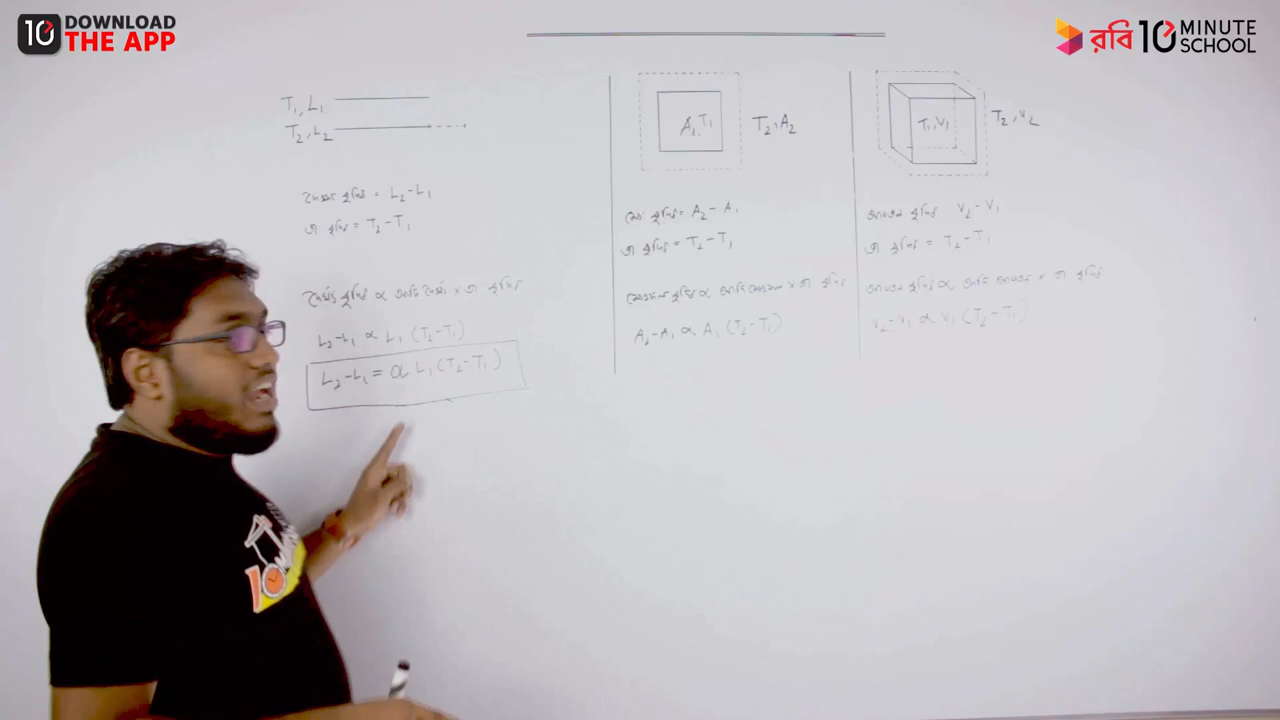 10 DOWNLOAD
THE APP
রবি 10 MINUTE
SCHOOL
T₁, L₁
T₂, L₂
দৈর্ঘ্য বৃদ্ধি = L₂-L₁
তা বৃদ্ধি = T₂-T₁
দৈর্ঘ্য বৃদ্ধি ∝ আদি দৈর্ঘ্য × তা বৃদ্ধি
L₂-L₁ ∝ L₁ (T₂-T₁)
L₂-L₁ = α L₁ (T₂-T₁)
A₁, T₁
T₂, A₂
ক্ষে: বৃদ্ধি = A₂ - A₁
তা বৃদ্ধি = T₂-T₁
ক্ষেত্রফল বৃদ্ধি ∝ আদি ক্ষেত্রফল × তা বৃদ্ধি
A₂-A₁ ∝ A₁ (T₂-T₁)
T₁, V₁
T₂, V₂
আয়তন বৃদ্ধি V₂ - V₁
তা বৃদ্ধি = T₂-T₁
আয়তন বৃদ্ধি ∝ আদি আয়তন × তা বৃদ্ধি
V₂-V₁ ∝ V₁ (T₂-T₁)
10